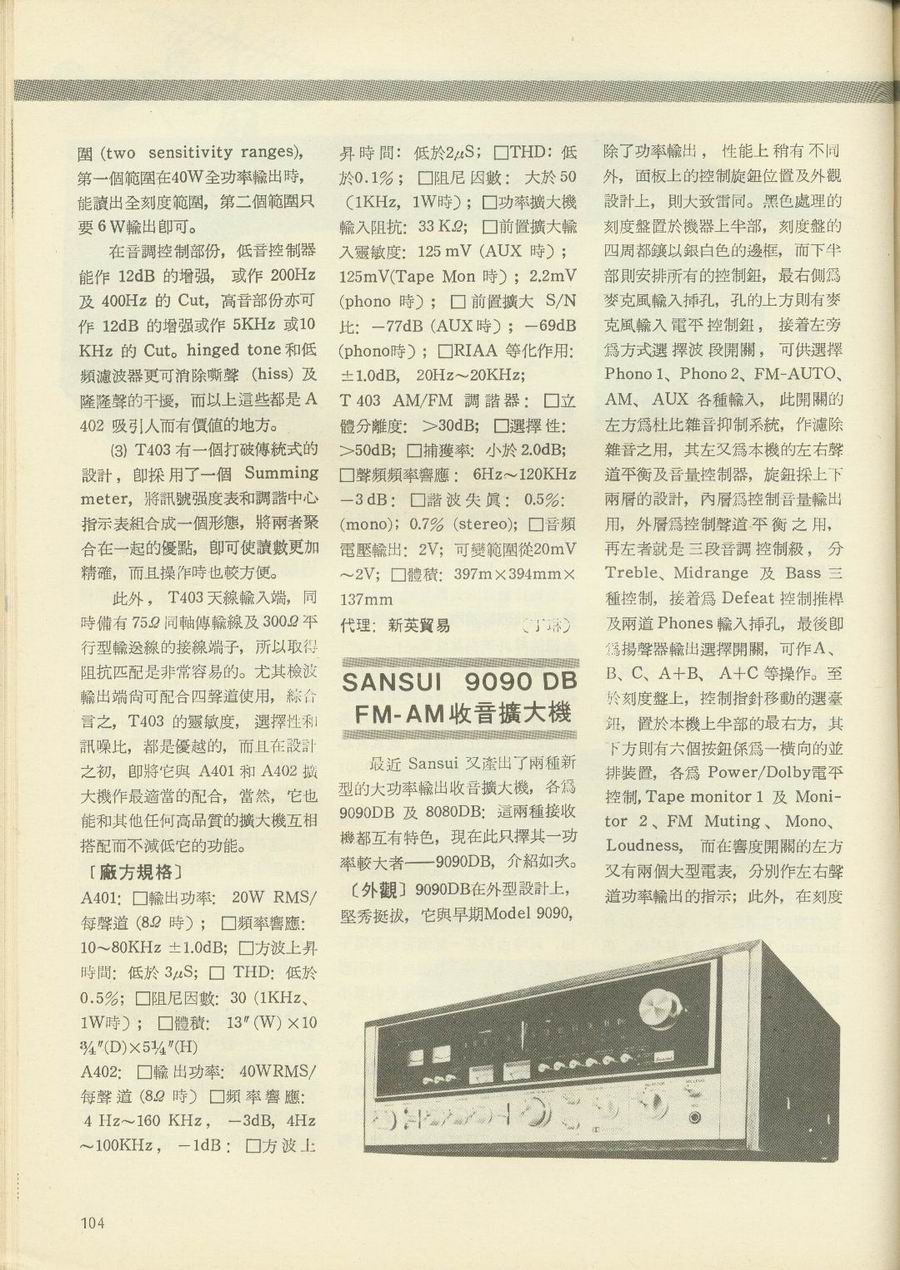 圍 (two sensitivity ranges),
第一個範圍在40W全功率輸出時,
能讀出全刻度範圍, 第二個範圍只
要 6 W輸出卽可。
在音調控制部份, 低音控制器
能作 12dB 的增强, 或作 200Hz
及 400Hz 的 Cut, 高音部份亦可
作 12dB 的增强或作 5KHz 或10
KHz 的 Cut。hinged tone和低
頻濾波器更可消除嘶聲 (hiss) 及
隆隆聲的干擾, 而以上這些都是 A
402 吸引人而有價值的地方。
⑶ T403 有一個打破傳統式的
設計, 卽採用了一個 Summing
meter, 將訊號强度表和調諧中心
指示表組合成一個形態, 將兩者聚
合在一起的優點, 卽可使讀數更加
精確, 而且操作時也較方便。
此外, T403 天線輸入端, 同
時備有 75Ω 同軸傳輸線及 300Ω 平
行型輸送線的接線端子, 所以取得
阻抗匹配是非常容易的。尤其檢波
輸出端尙可配合四聲道使用, 綜合
言之, T403 的靈敏度, 選擇性和
訊噪比, 都是優越的, 而且在設計
之初, 卽將它與 A401 和 A402 擴
大機作最適當的配合, 當然, 它也
能和其他任何高品質的擴大機互相
搭配而不減低它的功能。
〔廠方規格〕
A401: □輸出功率: 20W RMS/
每聲道 (8Ω 時); □頻率響應:
10~80KHz ±1.0dB; □方波上昇
時間: 低於 3μS; □ THD: 低於
0.5%; □阻尼因數: 30 (1KHz、
1W時); □體積: 13″(W) ×10
¾″(D)×5¼″(H)
A402: □輸出功率: 40WRMS/
每聲道 (8Ω 時) □頻率響應:
4 Hz~160 KHz, −3dB, 4Hz
~100KHz, −1dB: □方波上
昇時間: 低於2μS; □THD: 低
於0.1%; □阻尼因數: 大於 50
(1KHz, 1W時); □功率擴大機
輸入阻抗: 33 KΩ; □前置擴大輸
入靈敏度: 125 mV (AUX 時);
125mV(Tape Mon 時); 2.2mV
(phono 時); □前置擴大 S/N
比: −77dB (AUX時); −69dB
(phono時); □RIAA 等化作用:
±1.0dB, 20Hz~20KHz;
T 403 AM/FM 調諧器: □立
體分離度: >30dB; □選擇性:
>50dB; □捕獲率: 小於 2.0dB;
□聲頻頻率響應: 6Hz~120KHz
−3 dB: □諧波失眞: 0.5%:
(mono); 0.7% (stereo); □音頻
電壓輸出: 2V; 可變範圍從20mV
~2V; □體積: 397m×394mm×
137mm
代理: 新英貿易
SANSUI 9090 DB
FM-AM收音擴大機
最近 Sansui 又產出了兩種新
型的大功率輸出收音擴大機, 各爲
9090DB 及 8080DB: 這兩種接收
機都互有特色, 現在此只擇其一功
率較大者——9090DB, 介紹如次。
〔外觀〕9090DB在外型設計上,
堅秀挺拔, 它與早期Model 9090,
除了功率輸出, 性能上稍有不同
外, 面板上的控制旋鈕位置及外觀
設計上, 則大致雷同。黑色處理的
刻度盤置於機器上半部, 刻度盤的
四周都鑲以銀白色的邊框, 而下半
部則安排所有的控制鈕, 最右側爲
麥克風輸入揷孔, 孔的上方則有麥
克風輸入電平控制鈕, 接着左旁
爲方式選擇波段開關, 可供選擇
Phono 1、Phono 2、FM-AUTO、
AM、 AUX 各種輸入, 此開關的
左方爲杜比雜音抑制系統, 作濾除
雜音之用, 其左又爲本機的左右聲
道平衡及音量控制器, 旋鈕採上下
兩層的設計, 內層爲控制音量輸出
用, 外層爲控制聲道平衡之用,
再左者就是三段音調控制級, 分
Treble、Midrange 及 Bass 三
種控制, 接着爲 Defeat 控制推桿
及兩道 Phones 輸入揷孔, 最後卽
爲揚聲器輸出選擇開關, 可作 A、
B、C、A+B、 A+C 等操作。至
於刻度盤上, 控制指針移動的選臺
鈕, 置於本機上半部的最右方, 其
下方則有六個按鈕係爲一橫向的並
排裝置, 各爲 Power/Dolby電平
控制, Tape monitor 1 及 Moni-
tor 2、FM Muting、Mono、
Loudness, 而在響度開關的左方
又有兩個大型電表, 分別作左右聲
道功率輸出的指示; 此外, 在刻度
104